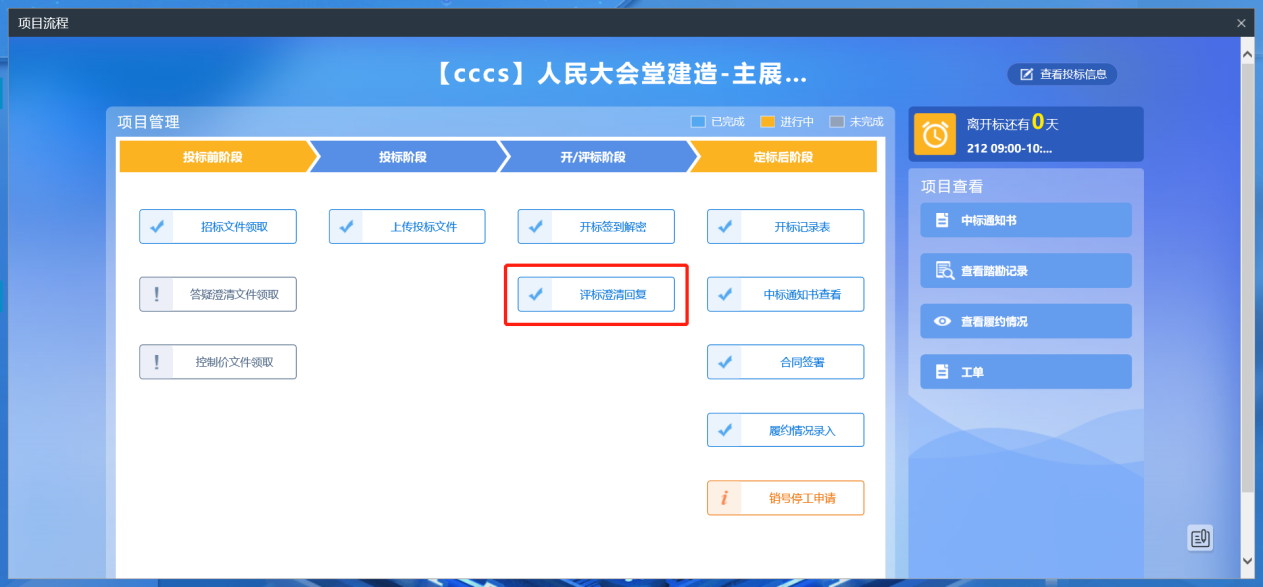 项目流程
【cccs】人民大会堂建造-主展...
查看投标信息
项目管理
已完成
进行中
未完成
投标前阶段
投标阶段
开/评标阶段
定标后阶段
招标文件领取
上传投标文件
开标签到解密
开标记录表
答疑澄清文件领取
评标澄清回复
中标通知书查看
控制价文件领取
合同签署
履约情况录入
销号停工申请
离开标还有0天
212 09:00-10:...
项目查看
中标通知书
查看踏勘记录
查看履约情况
工单